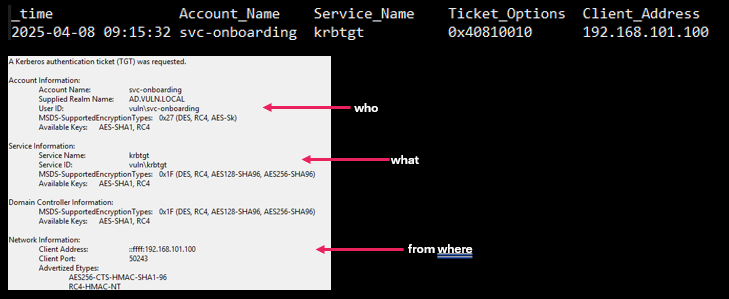 _time Account_Name Service_Name Ticket_Options Client_Address
2025-04-08 09:15:32 svc-onboarding krbtgt 0x40810010 192.168.101.100
A Kerberos authentication ticket (TGT) was requested.
Account Information:
Account Name: svc-onboarding
Supplied Realm Name: AD.VULN.LOCAL
User ID: vuln\svc-onboarding
MSDS-SupportedEncryptionTypes: 0x27 (DES, RC4, AES-Sk)
Available Keys: AES-SHA1, RC4
who
Service Information:
Service Name: krbtgt
Service ID: vuln\krbtgt
MSDS-SupportedEncryptionTypes: 0x1F (DES, RC4, AES128-SHA96, AES256-SHA96)
Available Keys: AES-SHA1, RC4
what
Domain Controller Information:
MSDS-SupportedEncryptionTypes: 0x1F (DES, RC4, AES128-SHA96, AES256-SHA96)
Available Keys: AES-SHA1, RC4
Network Information:
Client Address: ::ffff:192.168.101.100
Client Port: 50243
Advertized Etypes:
AES256-CTS-HMAC-SHA1-96
RC4-HMAC-NT
from where